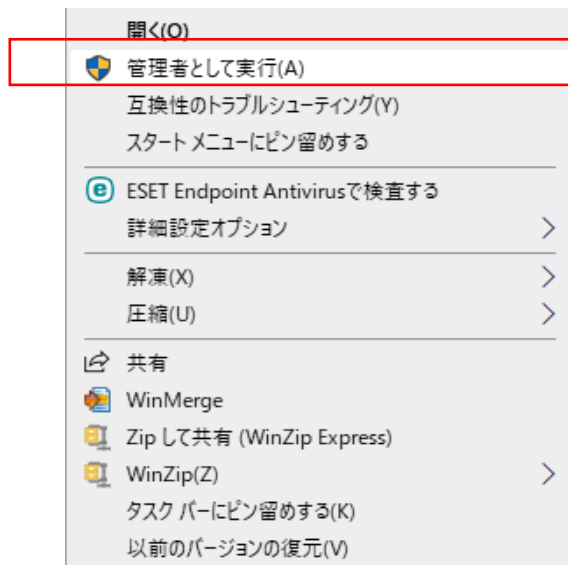 開く(O)
管理者として実行(A)
互換性のトラブルシューティング(Y)
スタート メニューにピン留めする
ESET Endpoint Antivirusで検査する
詳細設定オプション
解凍(X)
圧縮(U)
共有
WinMerge
Zip して共有 (WinZip Express)
WinZip(Z)
タスク バーにピン留めする(K)
以前のバージョンの復元(V)